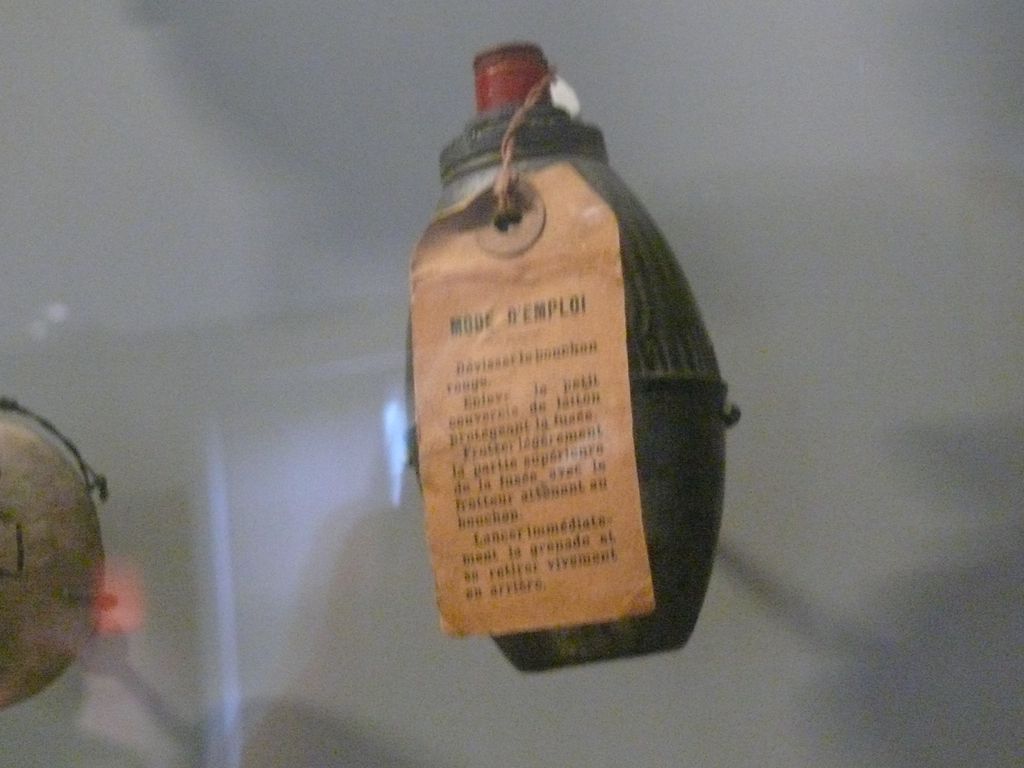 MODE D'EMPLOI
Dévisser le bouchon
rouge.
Enlever le petit
couvercle de laiton
protégeant la fusée.
Frotter légèrement
la partie supérieure
de la fusée, avec le
frotteur attenant au
bouchon.
Lancer immédiate-
ment la grenade et
se retirer vivement
en arrière.